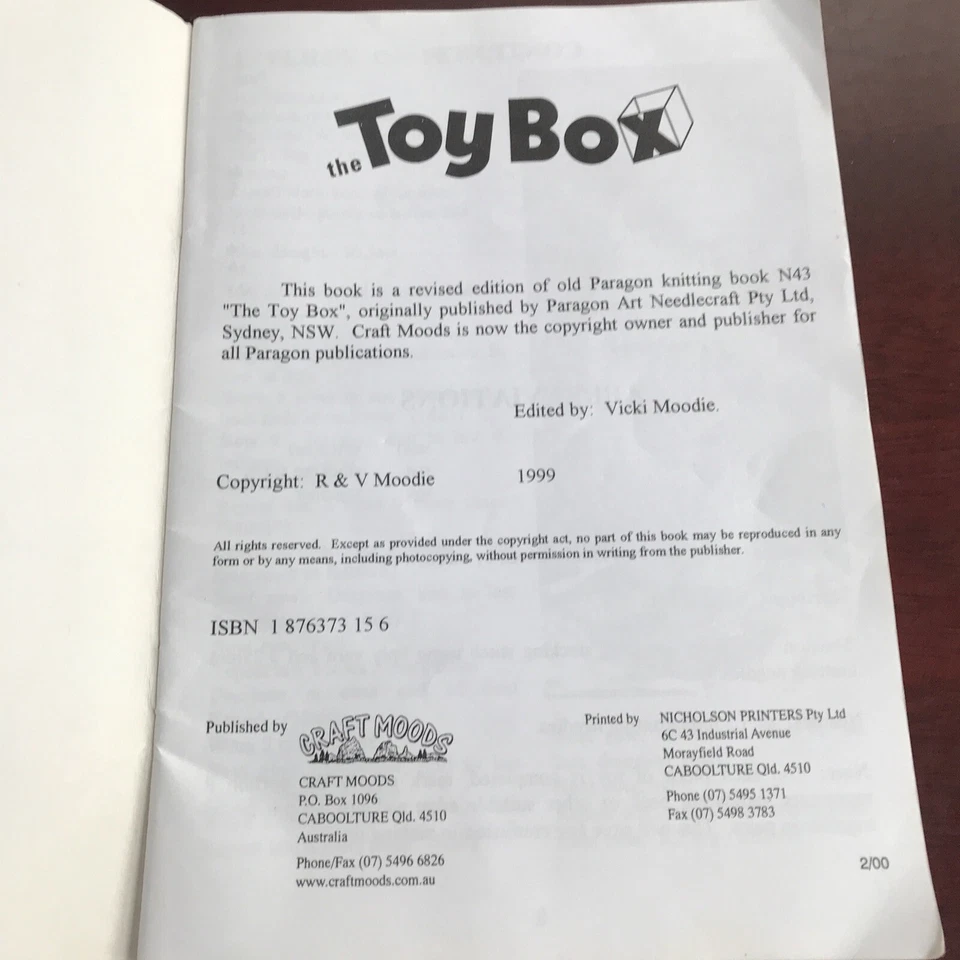 the Toy Box
This book is a revised edition of old Paragon knitting book N43
"The Toy Box", originally published by Paragon Art Needlecraft Pty Ltd,
Sydney, NSW. Craft Moods is now the copyright owner and publisher for
all Paragon publications.
Edited by: Vicki Moodie.
Copyright: R & V Moodie 1999
All rights reserved. Except as provided under the copyright act, no part of this book may be reproduced in any
form or by any means, including photocopying, without permission in writing from the publisher.
ISBN 1 876373 15 6
Published by
CRAFT MOODS
CRAFT MOODS
P.O. Box 1096
CABOOLTURE Qld. 4510
Australia
Phone/Fax (07) 5496 6826
www.craftmoods.com.au
Printed by NICHOLSON PRINTERS Pty Ltd
6C 43 Industrial Avenue
Morayfield Road
CABOOLTURE Qld. 4510
Phone (07) 5495 1371
Fax (07) 5498 3783
2/00